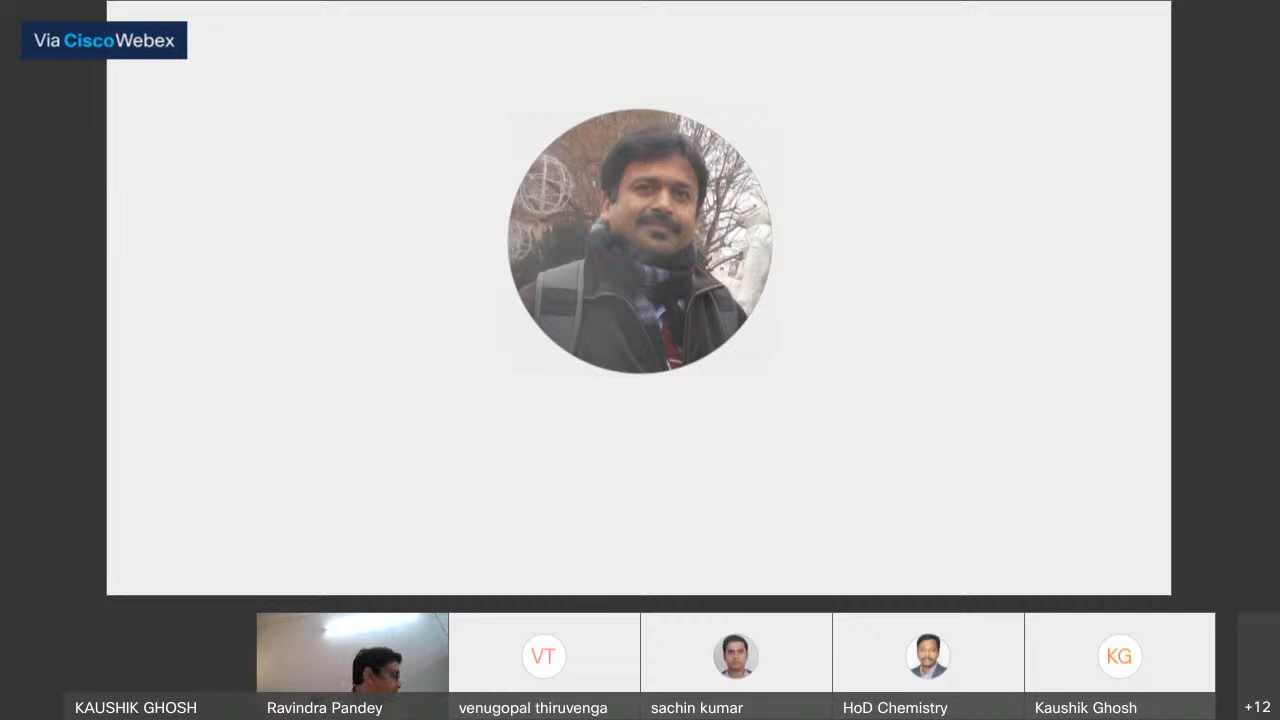 Via CiscoWebex
VT
KG
KAUSHIK GHOSH
Ravindra Pandey
venugopal thiruvenga
sachin kumar
HoD Chemistry
Kaushik Ghosh
+12